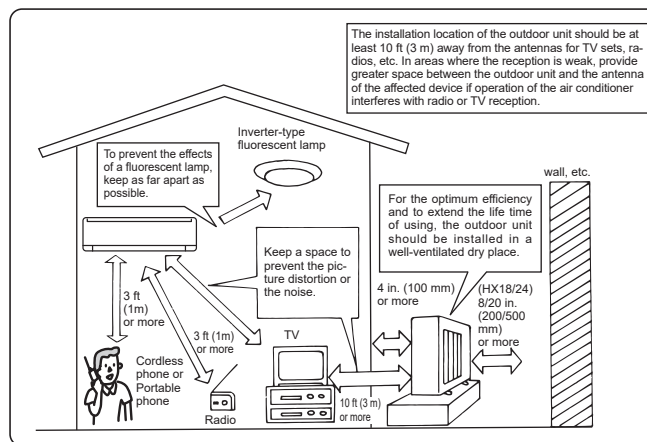 The installation location of the outdoor unit should be at
least 10 ft (3 m) away from the antennas for TV sets, ra-
dios, etc. In areas where the reception is weak, provide
greater space between the outdoor unit and the antenna
of the affected device if operation of the air conditioner
interferes with radio or TV reception.
Inverter-type
fluorescent lamp
To prevent the effects
of a fluorescent lamp,
keep as far apart as
possible.
wall, etc.
For the optimum efficiency
and to extend the life time
of using, the outdoor unit
should be installed in a
well-ventilated dry place.
Keep a space to
prevent the pic-
ture distortion or
the noise.
4 in. (100 mm)
or more
(HX18/24)
8/20 in.
(200/500
mm)
or more
3 ft
(1m)
or more
3 ft (1m)
or more
TV
Cordless
phone or
Portable
phone
Radio
10 ft (3 m)
or more